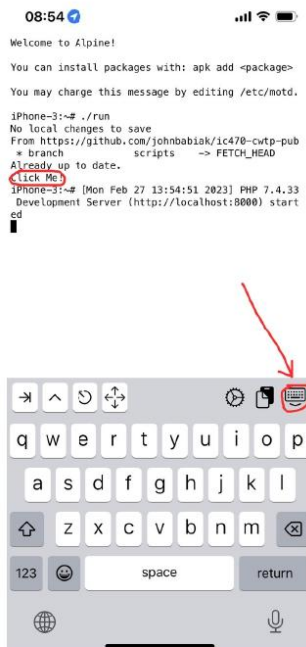 08:54
Welcome to Alpine!
You can install packages with: apk add <package>
You may change this message by editing /etc/motd.
iPhone-3:~# ./run
No local changes to save
From https://github.com/johnbabiak/ic470-cwtp-pub
* branch scripts -> FETCH_HEAD
Already up to date.
Click Me!
iPhone-3:~# [Mon Feb 27 13:54:51 2023] PHP 7.4.33
Development Server (http://localhost:8000) start
ed
q w e r t y u i o p
a s d f g h j k l
z x c v b n m
123 space return